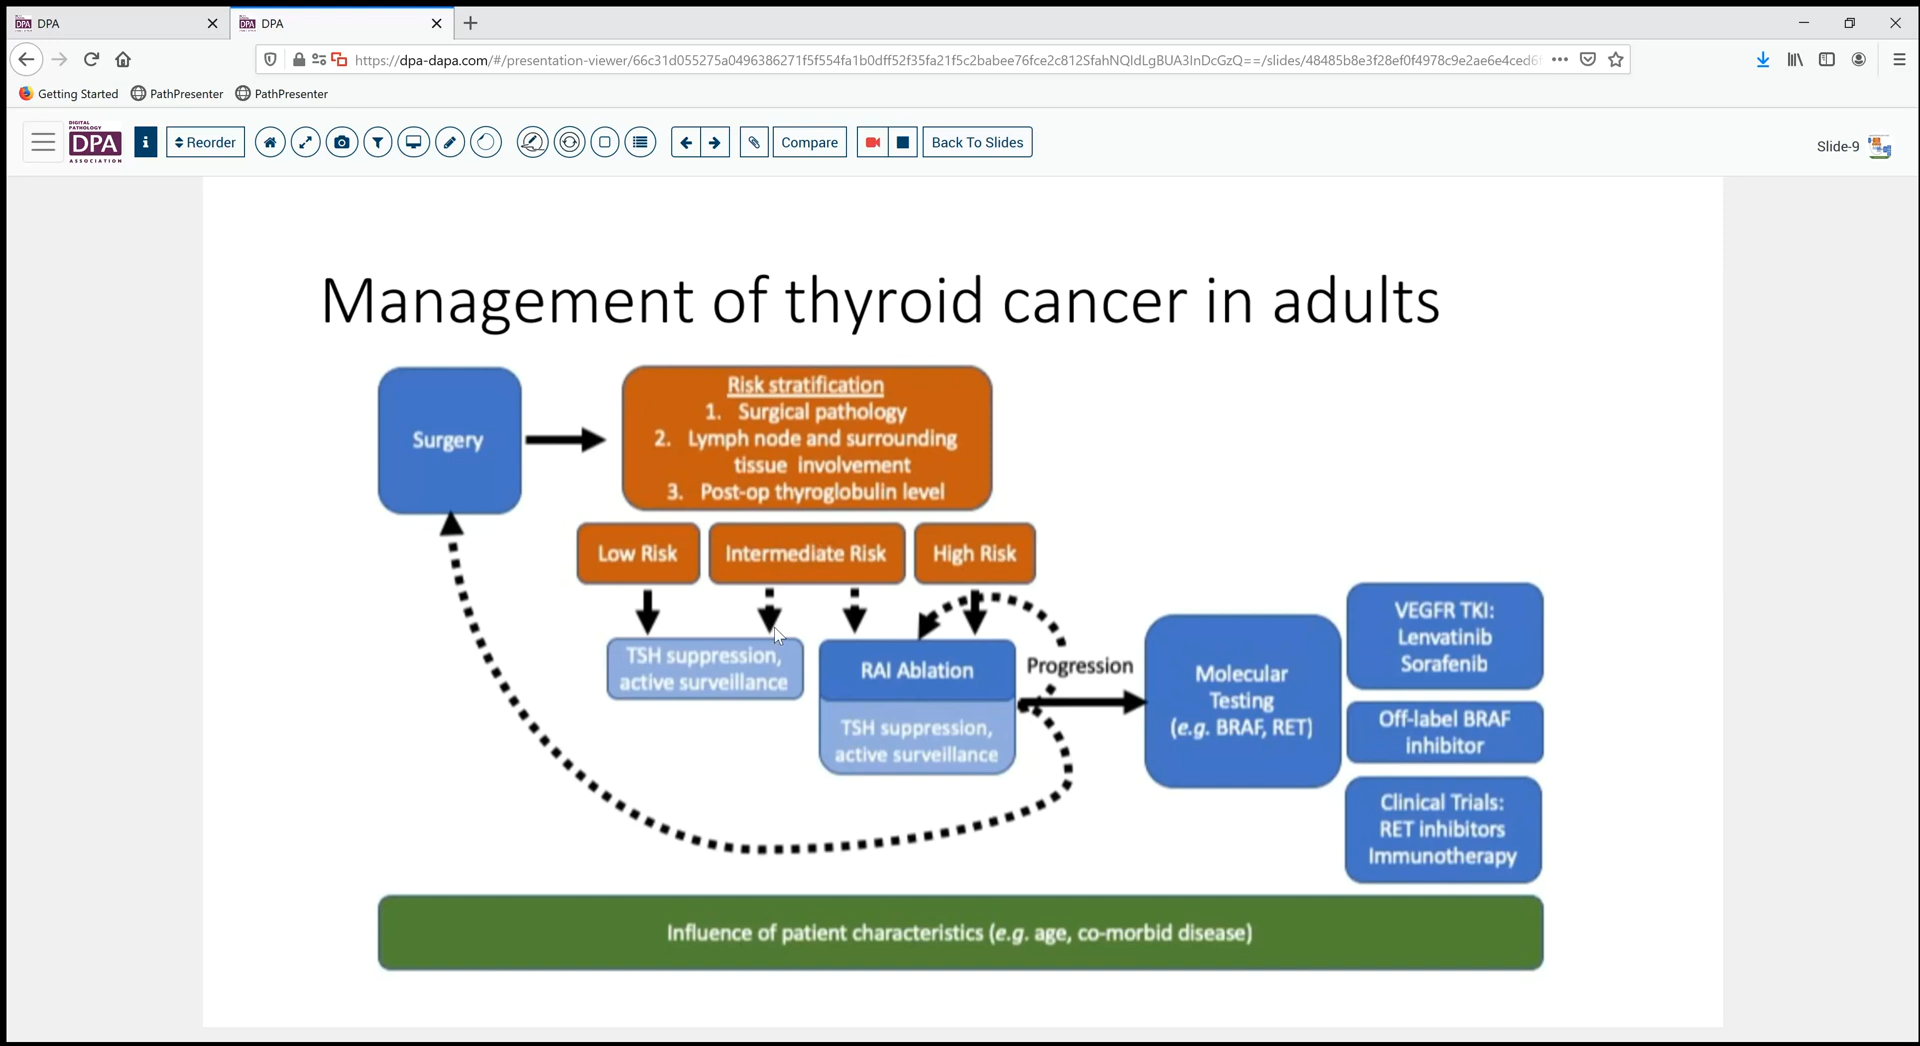 DPA
DPA
https://dpa-dapa.com/#/presentation-viewer/66c31d055275a0496386271f5f554fa1b0dff52f35fa21f5c2babee76fce2c812SfahNQldLgBUA3InDcGzQ==/slides/48485b8e3f28ef0f4978c9e2ae6e4ced6
Getting Started
PathPresenter
PathPresenter
DIGITAL PATHOLOGY
DPA
ASSOCIATION
i
Reorder
Compare
Back To Slides
Slide-9
Management of thyroid cancer in adults
Surgery
Risk stratification
1. Surgical pathology
2. Lymph node and surrounding
tissue involvement
3. Post-op thyroglobulin level
Low Risk
Intermediate Risk
High Risk
TSH suppression,
active surveillance
RAI Ablation
TSH suppression,
active surveillance
Progression
Molecular
Testing
(e.g. BRAF, RET)
VEGFR TKI:
Lenvatinib
Sorafenib
Off-label BRAF
inhibitor
Clinical Trials:
RET inhibitors
Immunotherapy
Influence of patient characteristics (e.g. age, co-morbid disease)